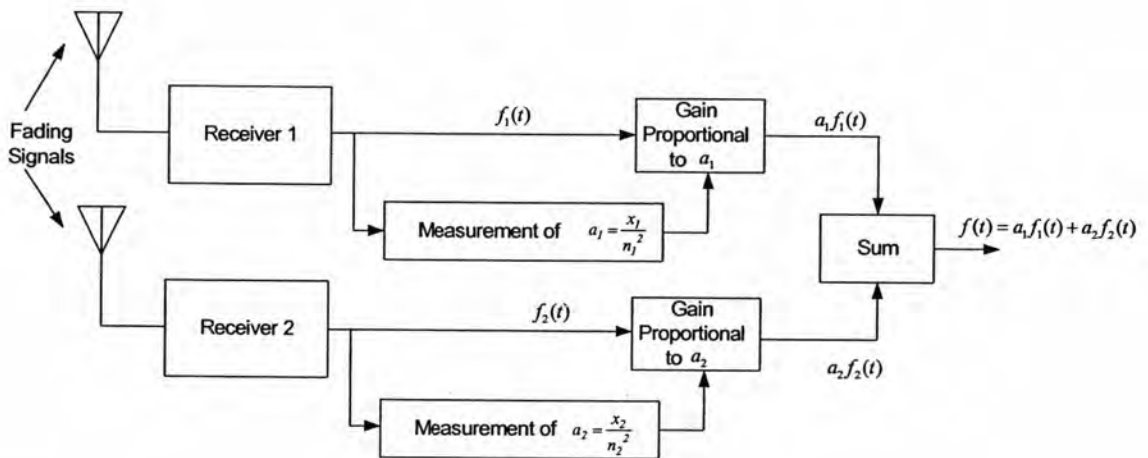 Fading
Signals
Receiver 1
f₁(t)
Gain
Proportional
to a₁
a₁f₁(t)
Measurement of a₁ = x₁/n₁²
Sum
f(t) = a₁f₁(t) + a₂f₂(t)
Receiver 2
f₂(t)
Gain
Proportional
to a₂
a₂f₂(t)
Measurement of a₂ = x₂/n₂²